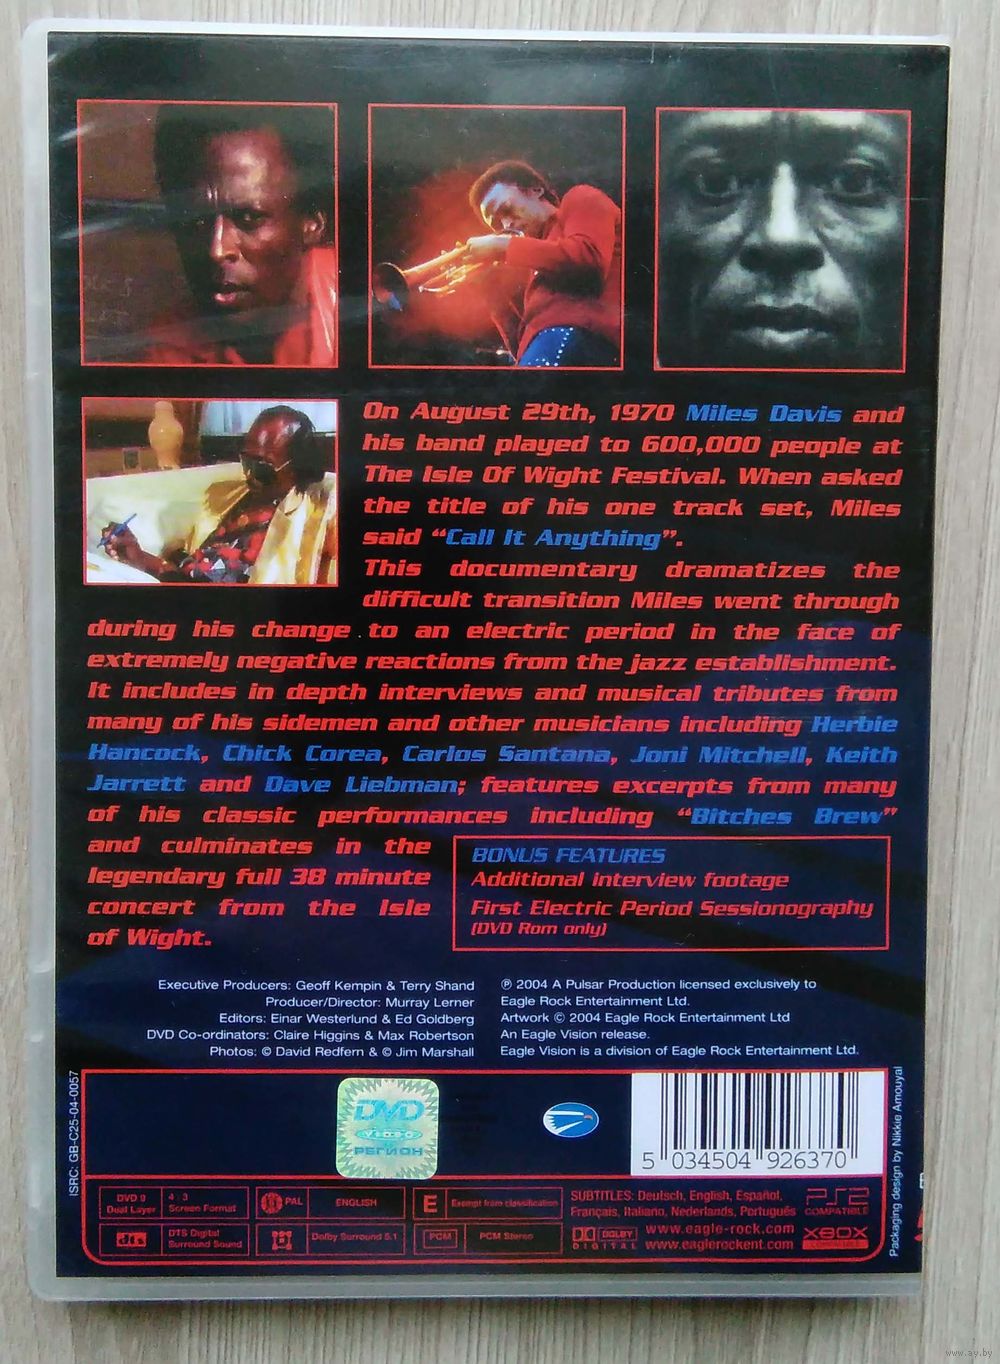 On August 29th, 1970 Miles Davis and
his band played to 600,000 people at
The Isle Of Wight Festival. When asked
the title of his one track set, Miles
said “Call It Anything”.
This documentary dramatizes the
difficult transition Miles went through
during his change to an electric period in the face of
extremely negative reactions from the jazz establishment.
It includes in depth interviews and musical tributes from
many of his sidemen and other musicians including Herbie
Hancock, Chick Corea, Carlos Santana, Joni Mitchell, Keith
Jarrett and Dave Liebman; features excerpts from many
of his classic performances including “Bitches Brew”
and culminates in the
legendary full 38 minute
concert from the Isle
of Wight.
BONUS FEATURES
Additional interview footage
First Electric Period Sessionography
(DVD Rom only)
Executive Producers: Geoff Kempin & Terry Shand
Producer/Director: Murray Lerner
Editors: Einar Westerlund & Ed Goldberg
DVD Co-ordinators: Claire Higgins & Max Robertson
Photos: © David Redfern & © Jim Marshall
℗ 2004 A Pulsar Production licensed exclusively to
Eagle Rock Entertainment Ltd.
Artwork © 2004 Eagle Rock Entertainment Ltd
An Eagle Vision release.
Eagle Vision is a division of Eagle Rock Entertainment Ltd.
ISRC: GB-C25-04-0057
DVD
VIDEO
РЕГИОН
5 034504 926370
Packaging design by Nikkie Amouyal
DVD 9
Dual Layer
4:3
Screen Format
PAL
ENGLISH
E
Exempt from classification
dts
DTS Digital
Surround Sound
Dolby Surround 5.1
PCM
PCM Stereo
SUBTITLES: Deutsch, English, Español,
Français, Italiano, Nederlands, Português
DOLBY
DIGITAL
www.eagle-rock.com
www.eaglerockent.com
PS2
COMPATIBLE
XBOX
COMPATIBLE
www.ay.by